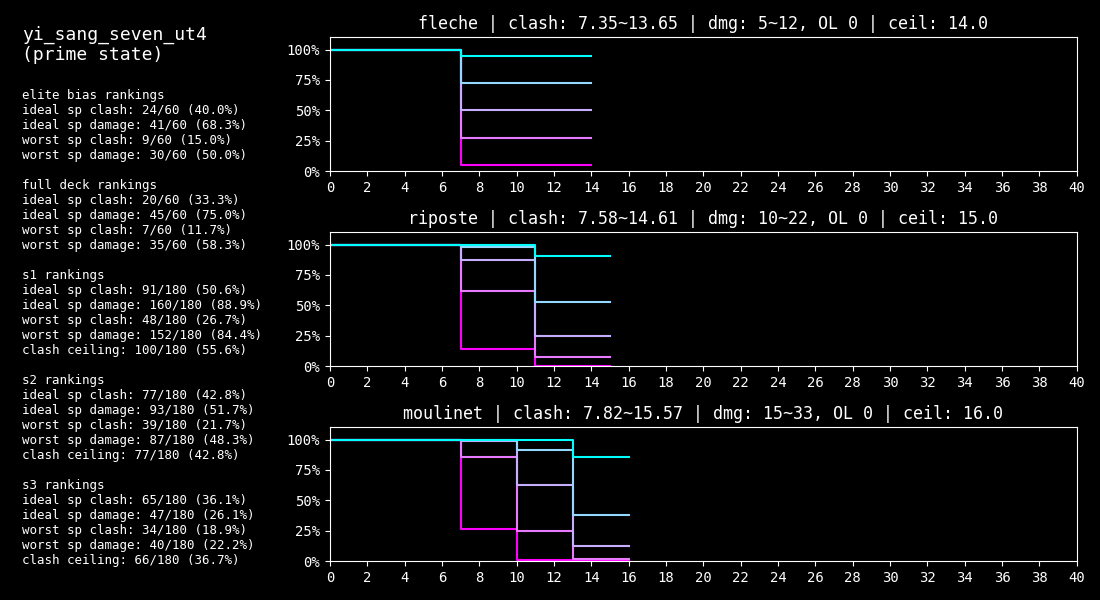 yi_sang_seven_ut4
(prime state)
elite bias rankings
ideal sp clash: 24/60 (40.0%)
ideal sp damage: 41/60 (68.3%)
worst sp clash: 9/60 (15.0%)
worst sp damage: 30/60 (50.0%)
full deck rankings
ideal sp clash: 20/60 (33.3%)
ideal sp damage: 45/60 (75.0%)
worst sp clash: 7/60 (11.7%)
worst sp damage: 35/60 (58.3%)
s1 rankings
ideal sp clash: 91/180 (50.6%)
ideal sp damage: 160/180 (88.9%)
worst sp clash: 48/180 (26.7%)
worst sp damage: 152/180 (84.4%)
clash ceiling: 100/180 (55.6%)
s2 rankings
ideal sp clash: 77/180 (42.8%)
ideal sp damage: 93/180 (51.7%)
worst sp clash: 39/180 (21.7%)
worst sp damage: 87/180 (48.3%)
clash ceiling: 77/180 (42.8%)
s3 rankings
ideal sp clash: 65/180 (36.1%)
ideal sp damage: 47/180 (26.1%)
worst sp clash: 34/180 (18.9%)
worst sp damage: 40/180 (22.2%)
clash ceiling: 66/180 (36.7%)
fleche | clash: 7.35~13.65 | dmg: 5~12, OL 0 | ceil: 14.0
100%
75%
50%
25%
0%
0 2 4 6 8 10 12 14 16 18 20 22 24 26 28 30 32 34 36 38 40
riposte | clash: 7.58~14.61 | dmg: 10~22, OL 0 | ceil: 15.0
100%
75%
50%
25%
0%
0 2 4 6 8 10 12 14 16 18 20 22 24 26 28 30 32 34 36 38 40
moulinet | clash: 7.82~15.57 | dmg: 15~33, OL 0 | ceil: 16.0
100%
75%
50%
25%
0%
0 2 4 6 8 10 12 14 16 18 20 22 24 26 28 30 32 34 36 38 40